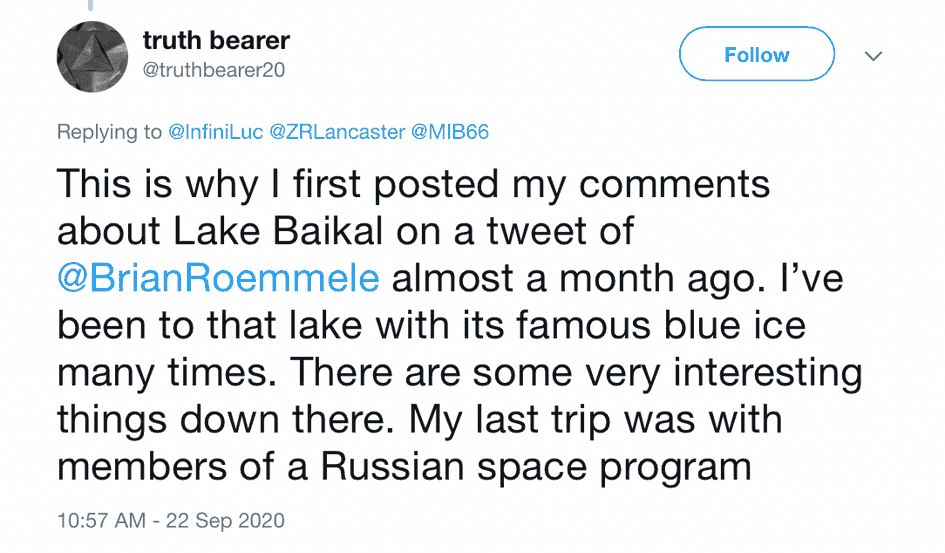 truth bearer
@truthbearer20
Follow
Replying to @InfiniLuc @ZRLancaster @MIB66
This is why I first posted my comments
about Lake Baikal on a tweet of
@BrianRoemmele almost a month ago. I’ve
been to that lake with its famous blue ice
many times. There are some very interesting
things down there. My last trip was with
members of a Russian space program
10:57 AM - 22 Sep 2020